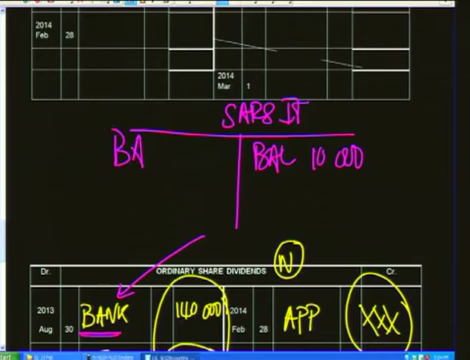 2014
Feb 28
2014
Mar 1
SARS IT
BA BAL 10 000
N
Dr. ORDINARY SHARE DIVIDENDS Cr.
2013 BANK 140 000 2014 APP XXX
Aug 30 Feb 28